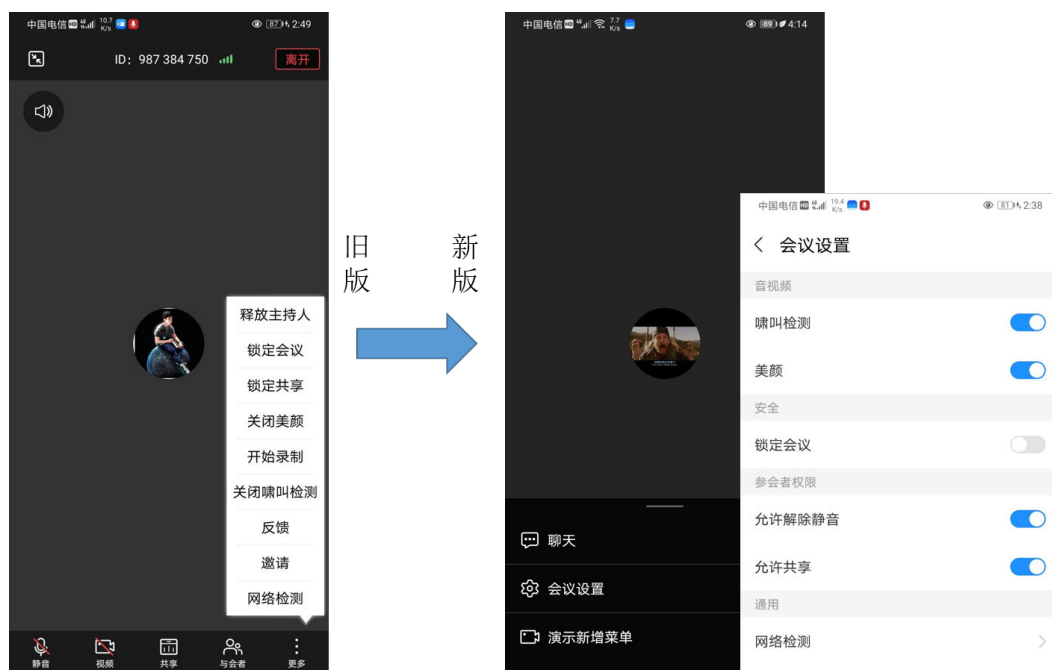 中国电信 HD 46 10.7 K/s 87 2:49
ID: 987 384 750
离开
释放主持人
锁定会议
锁定共享
关闭美颜
开始录制
关闭啸叫检测
反馈
邀请
网络检测
静音
视频
共享
与会者
更多
旧版
新版
中国电信 HD 46 7.7 K/s 89 4:14
聊天
会议设置
演示新增菜单
中国电信 HD 19.4 K/s 81 2:38
会议设置
音视频
啸叫检测
美颜
安全
锁定会议
参会者权限
允许解除静音
允许共享
通用
网络检测